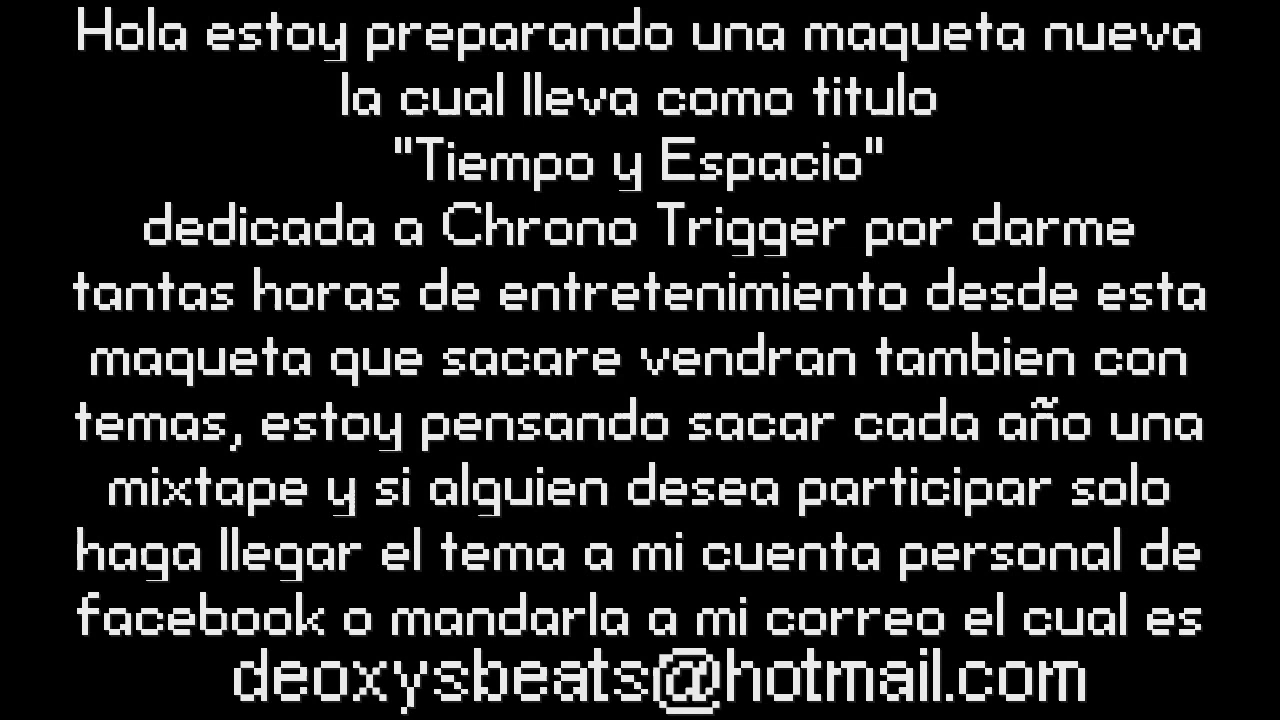 Hola estoy preparando una maqueta nueva
la cual lleva como titulo
"Tiempo y Espacio"
dedicada a Chrono Trigger por darme
tantas horas de entretenimiento desde esta
maqueta que sacare vendran tambien con
temas, estoy pensando sacar cada año una
mixtape y si alguien desea participar solo
haga llegar el tema a mi cuenta personal de
facebook o mandarla a mi correo el cual es
deoxysbeats@hotmail.com